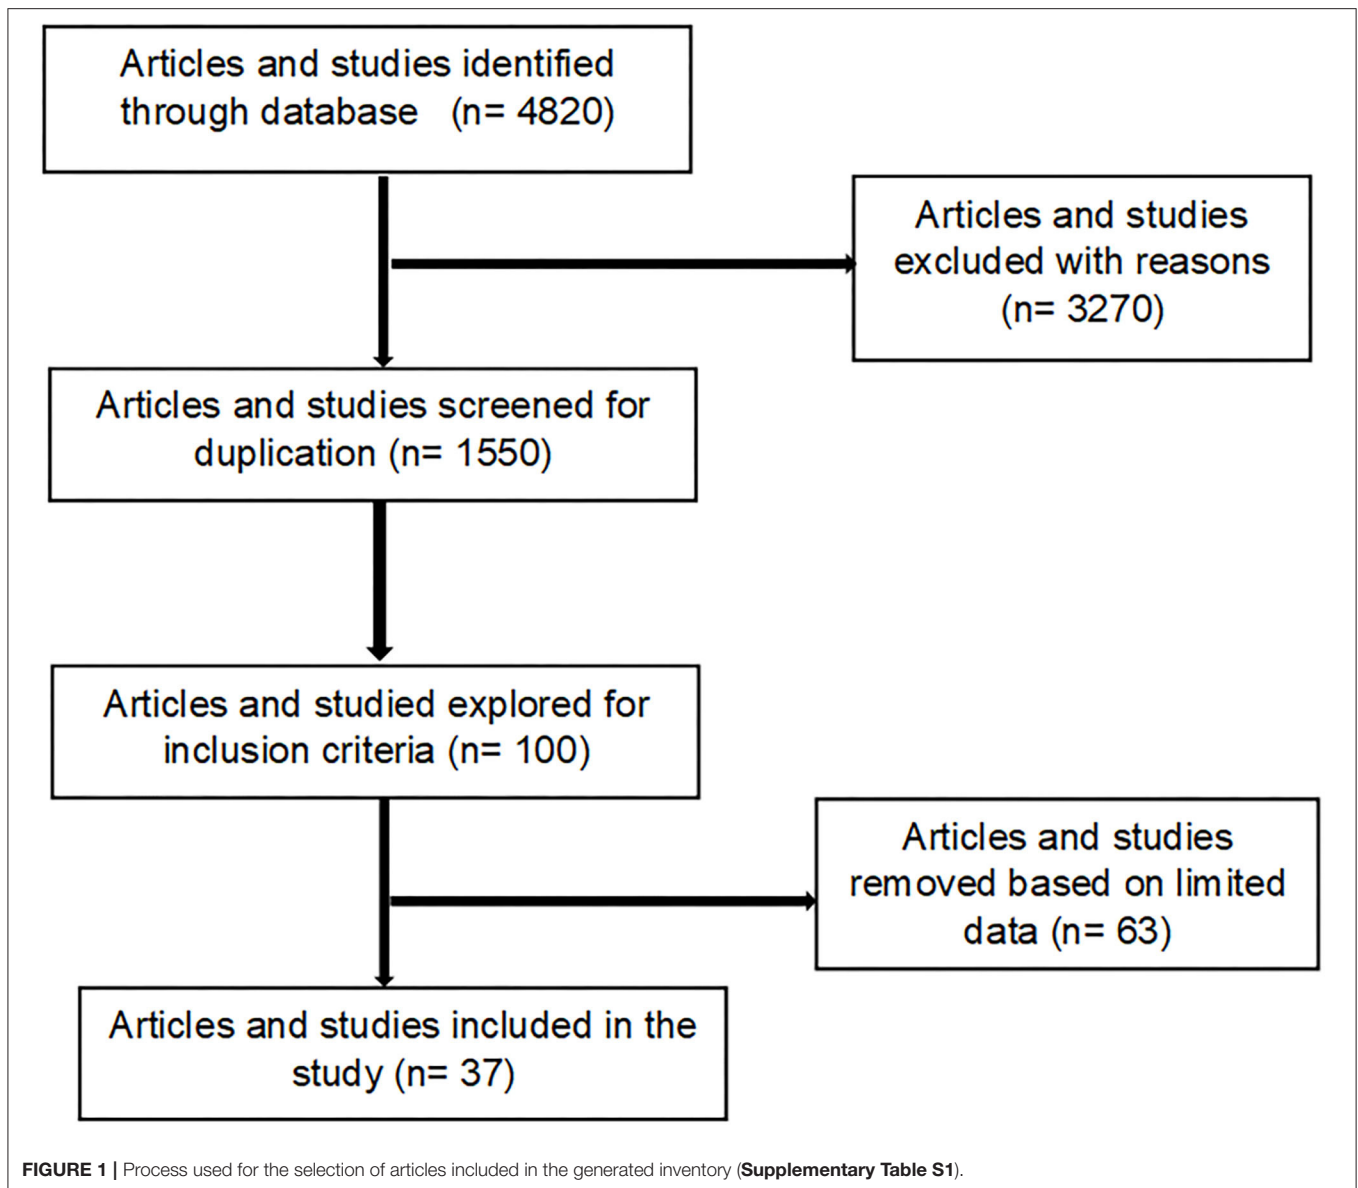 Articles and studies identified
through database (n= 4820)
Articles and studies
excluded with reasons
(n= 3270)
Articles and studies screened for
duplication (n= 1550)
Articles and studied explored for
inclusion criteria (n= 100)
Articles and studies
removed based on limited
data (n= 63)
Articles and studies included in the
study (n= 37)
FIGURE 1 | Process used for the selection of articles included in the generated inventory (Supplementary Table S1).